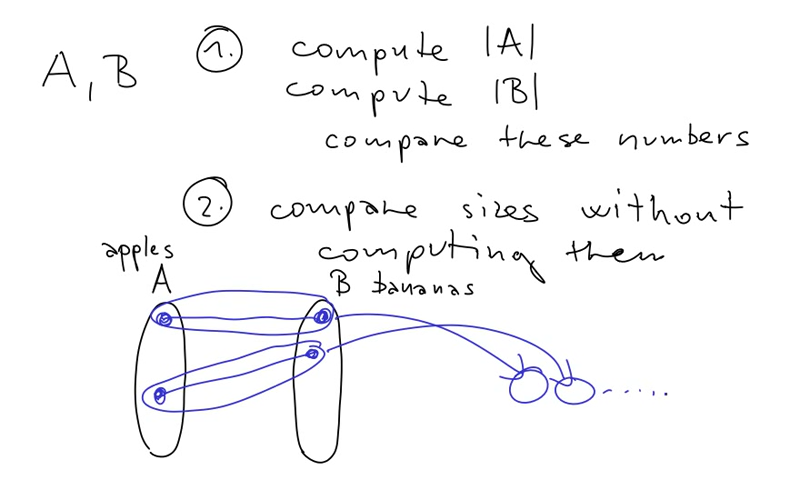 A, B
1. compute |A|
compute |B|
compare these numbers
2. compare sizes without
computing them
apples
A
B bananas